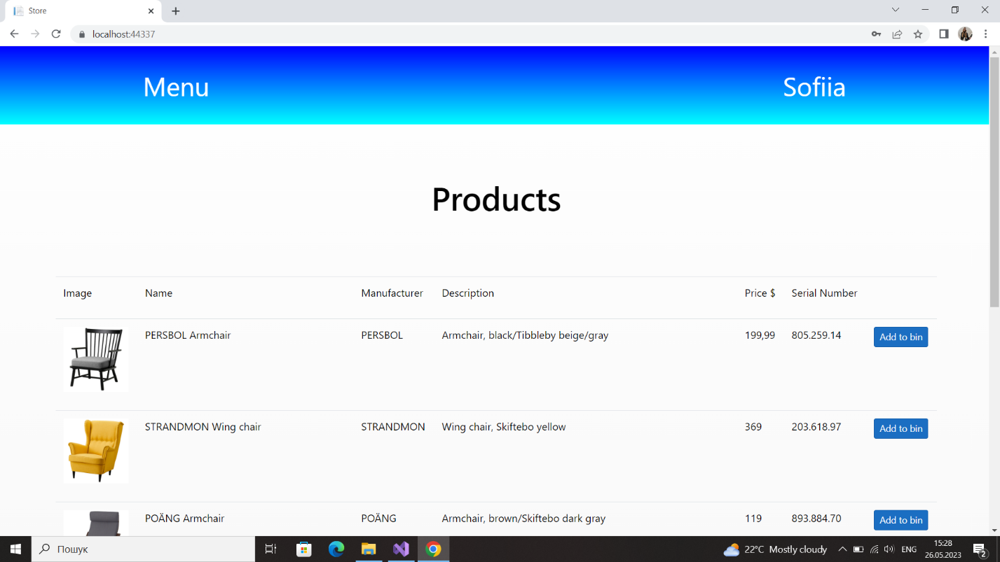 Store
localhost:44337
Menu
Sofiia
Products
Image Name Manufacturer Description Price $ Serial Number
PERSBOL Armchair PERSBOL Armchair, black/Tibbleby beige/gray 199,99 805.259.14 Add to bin
STRANDMON Wing chair STRANDMON Wing chair, Skiftebo yellow 369 203.618.97 Add to bin
POÄNG Armchair POÄNG Armchair, brown/Skiftebo dark gray 119 893.884.70 Add to bin
Пошук
22°C Mostly cloudy
ENG
15:28
26.05.2023
2